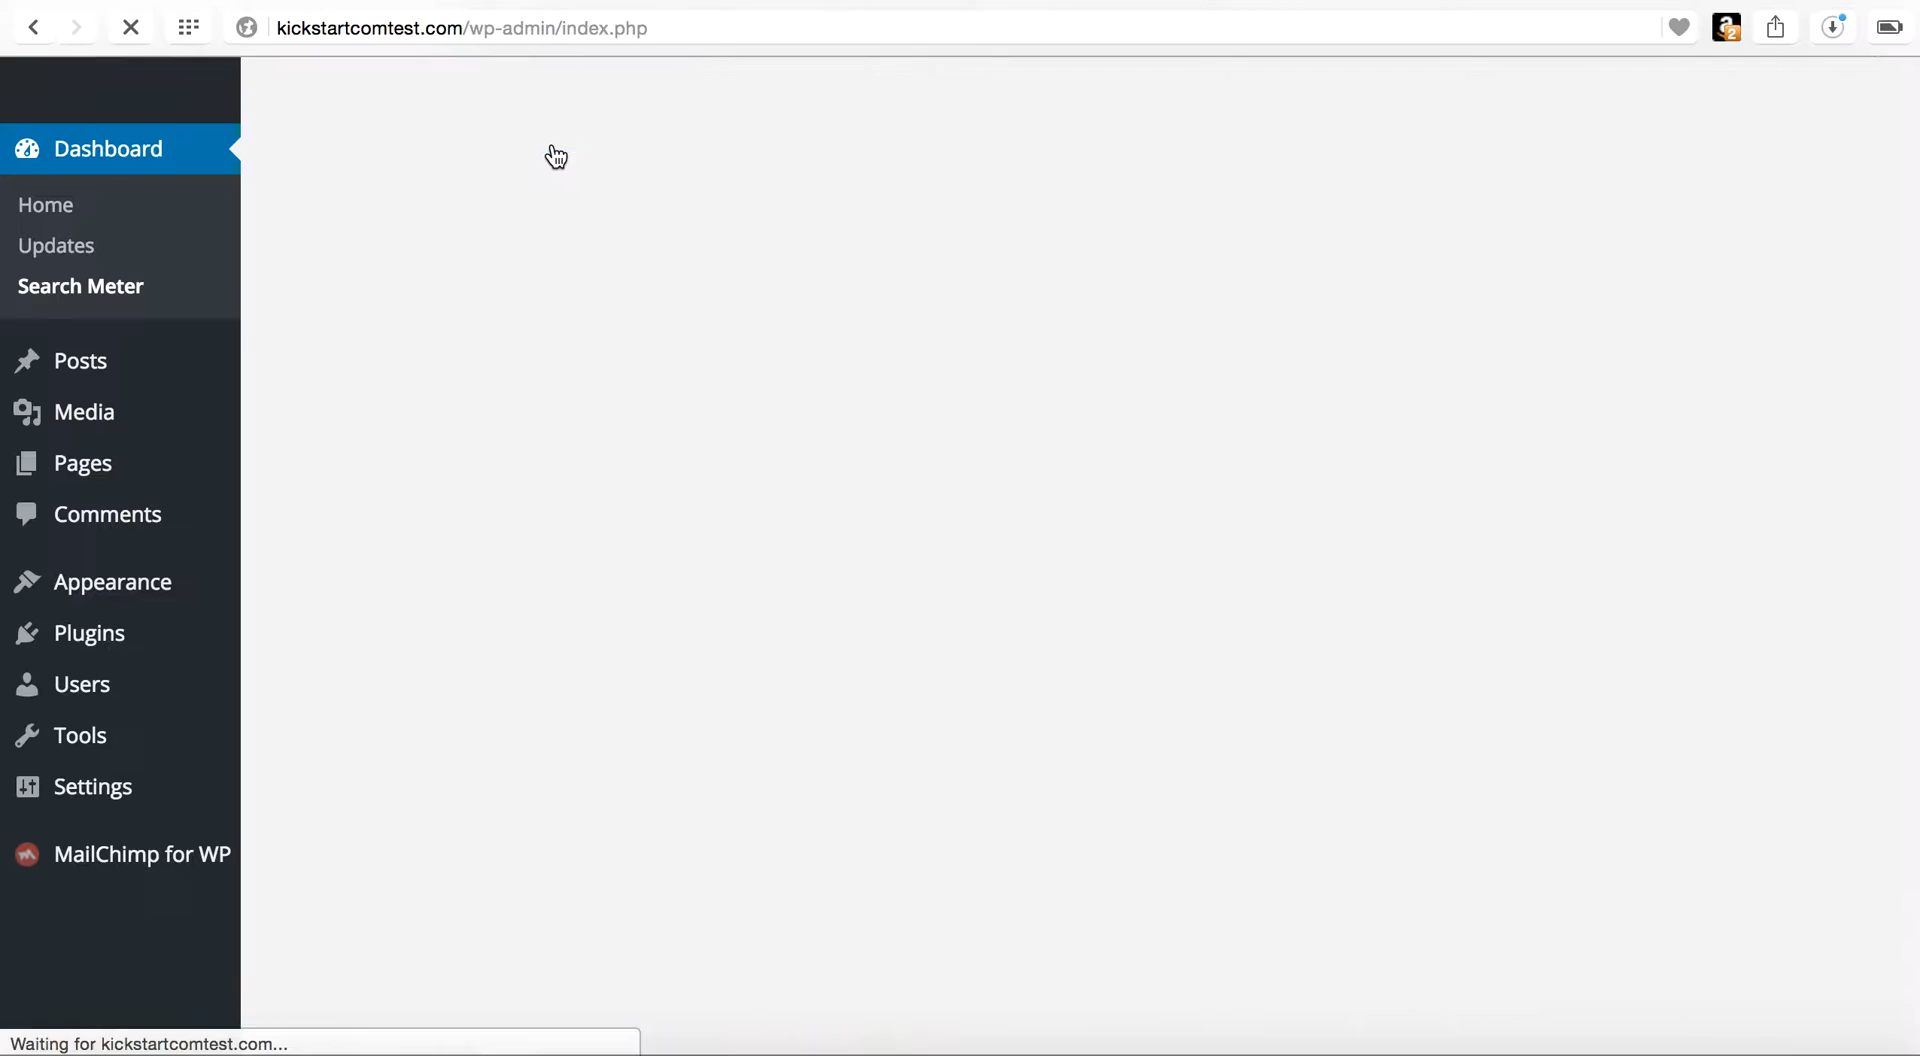 kickstartcomtest.com/wp-admin/index.php
2
Dashboard
Home
Updates
Search Meter
Posts
Media
Pages
Comments
Appearance
Plugins
Users
Tools
Settings
MailChimp for WP
Waiting for kickstartcomtest.com...